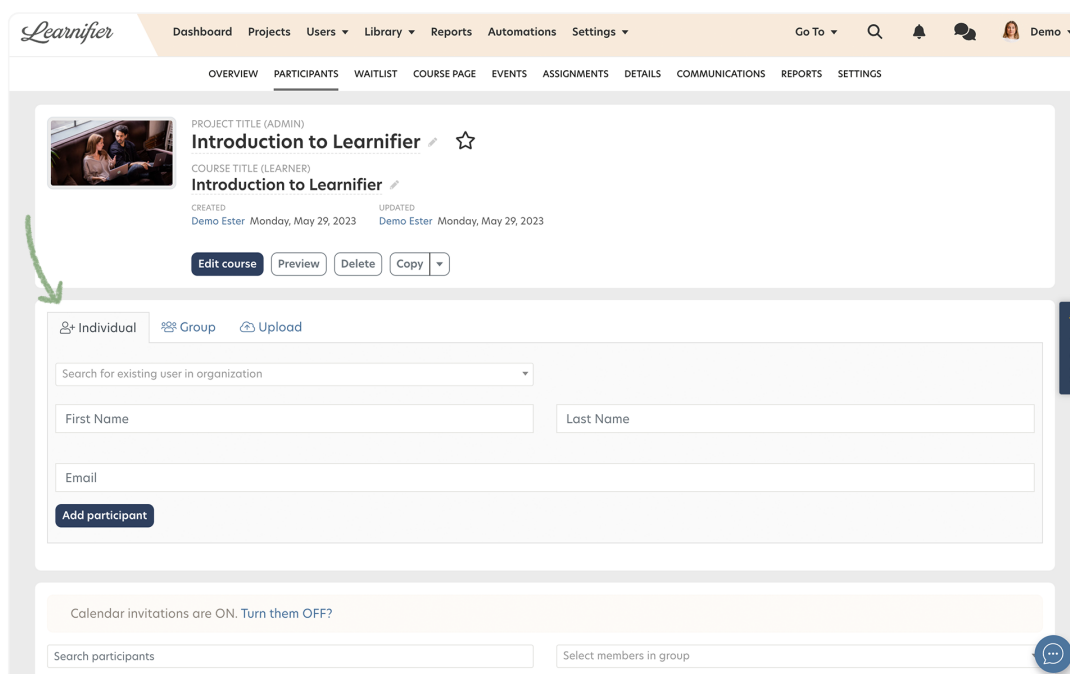 Learnifier Dashboard Projects Users Library Reports Automations Settings Go To Demo
OVERVIEW PARTICIPANTS WAITLIST COURSE PAGE EVENTS ASSIGNMENTS DETAILS COMMUNICATIONS REPORTS SETTINGS
PROJECT TITLE (ADMIN)
Introduction to Learnifier
COURSE TITLE (LEARNER)
Introduction to Learnifier
CREATED UPDATED
Demo Ester Monday, May 29, 2023 Demo Ester Monday, May 29, 2023
Edit course Preview Delete Copy
Individual Group Upload
Search for existing user in organization
First Name Last Name
Email
Add participant
Calendar invitations are ON. Turn them OFF?
Search participants Select members in group